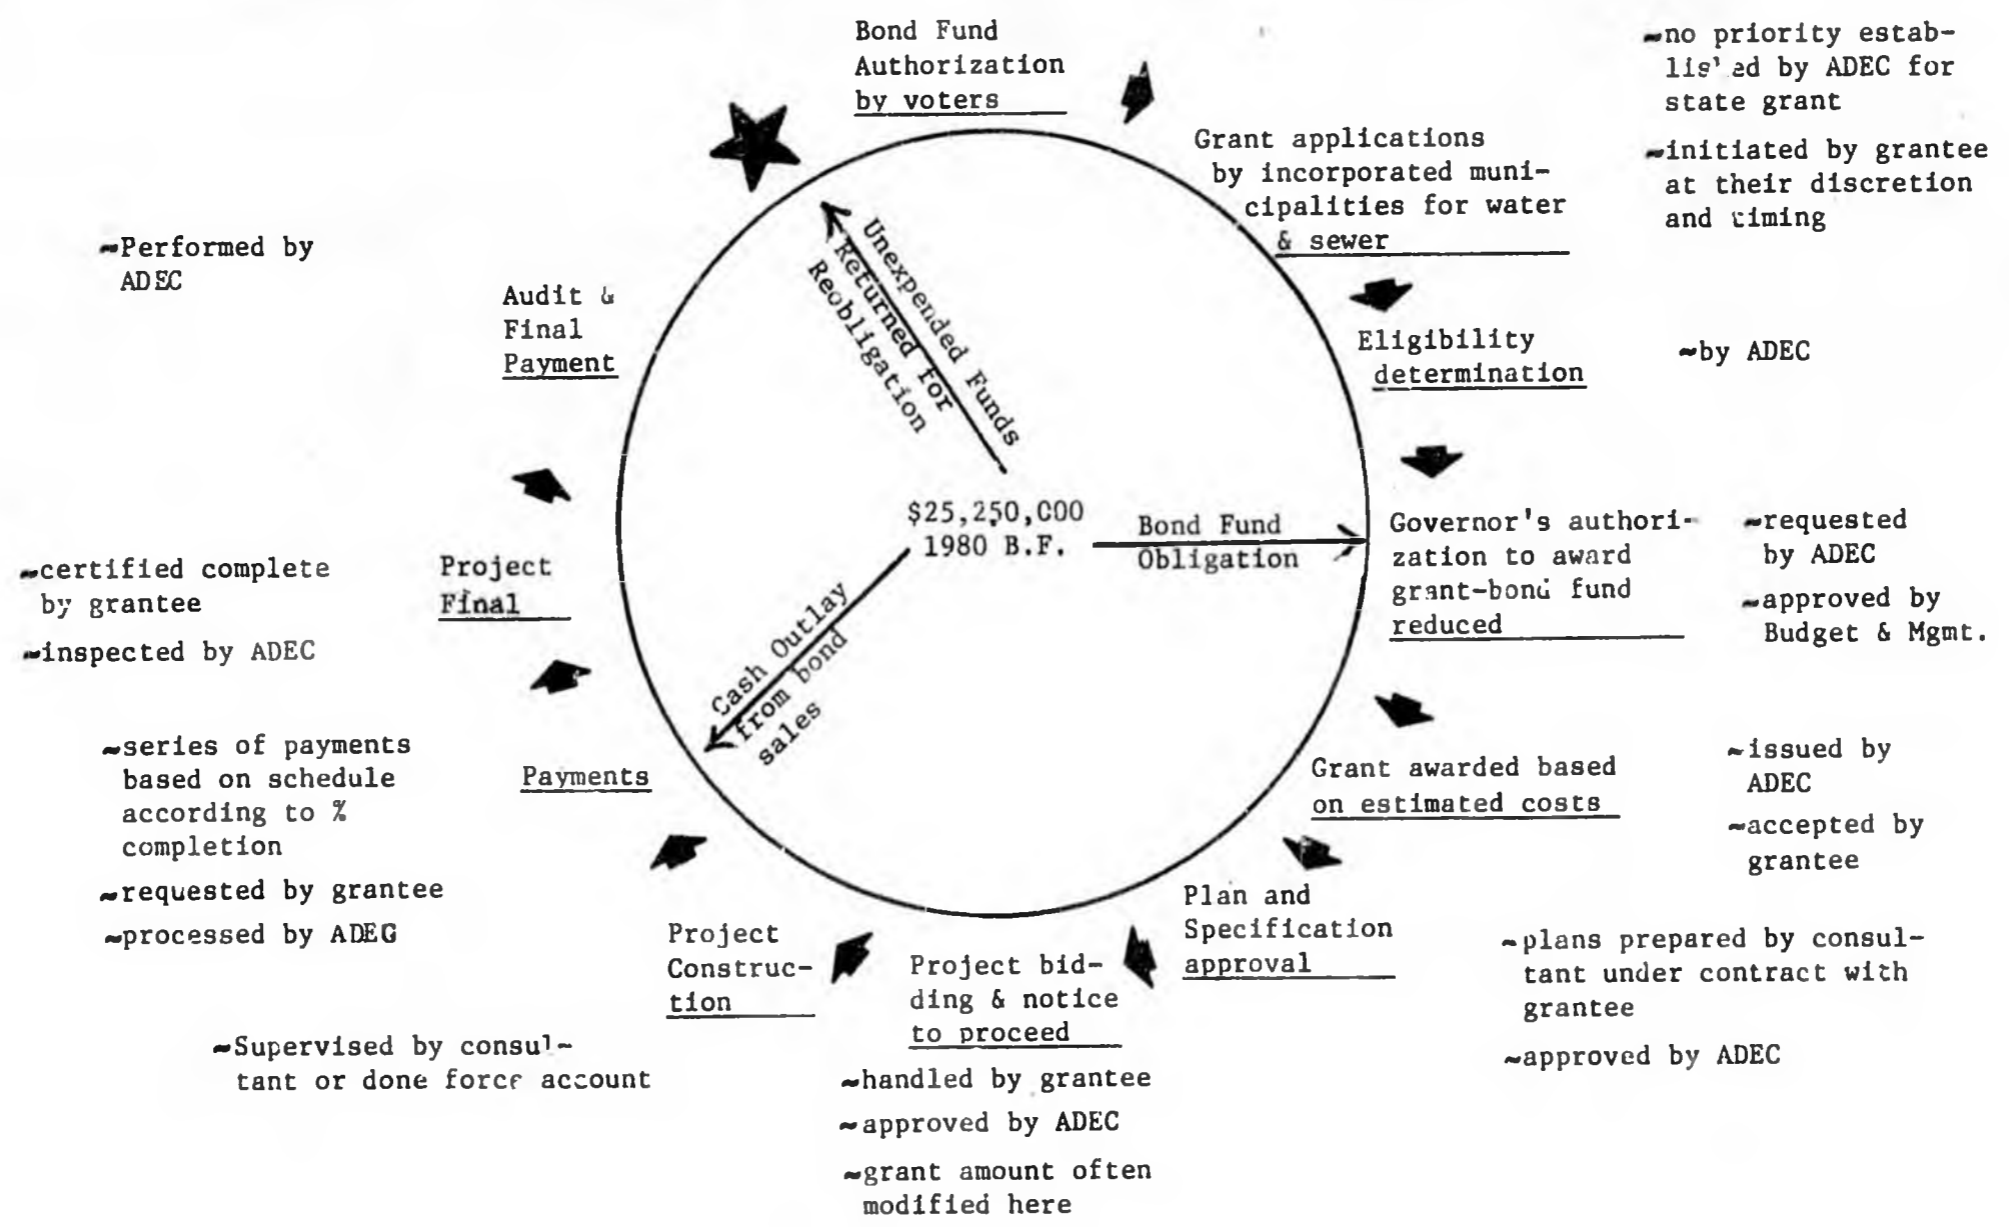 Bond Fund
Authorization
by voters
Grant applications
by incorporated muni-
cipalities for water
& sewer
~no priority estab-
lished by ADEC for
state grant
~initiated by grantee
at their discretion
and timing
Eligibility
determination
~by ADEC
Governor's authori-
zation to award
grant-bond fund
reduced
~requested
by ADEC
~approved by
Budget & Mgmt.
Grant awarded based
on estimated costs
~issued by
ADEC
~accepted by
grantee
Plan and
Specification
approval
~plans prepared by consul-
tant under contract with
grantee
~approved by ADEC
Project bid-
ding & notice
to proceed
~handled by grantee
~approved by ADEC
~grant amount often
modified here
Project
Construc-
tion
~Supervised by consul-
tant or done force account
Payments
~series of payments
based on schedule
according to %
completion
~requested by grantee
~processed by ADEC
Project
Final
~certified complete
by grantee
~inspected by ADEC
Audit &
Final
Payment
~Performed by
ADEC
Unexpended Funds
Returned for
Reobligation
$25,250,000
1980 B.F.
Bond Fund
Obligation
Cash Outlay
from bond
sales